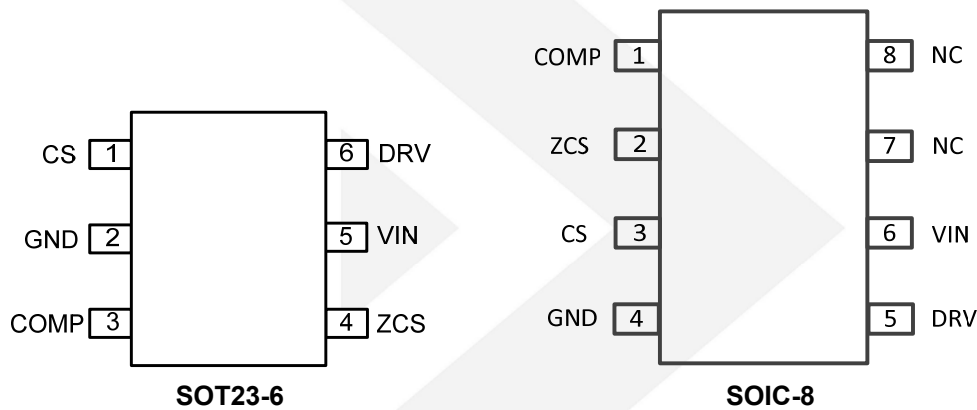 CS 1
6 DRV
GND 2
5 VIN
COMP 3
4 ZCS
SOT23-6
COMP 1
8 NC
ZCS 2
7 NC
CS 3
6 VIN
GND 4
5 DRV
SOIC-8